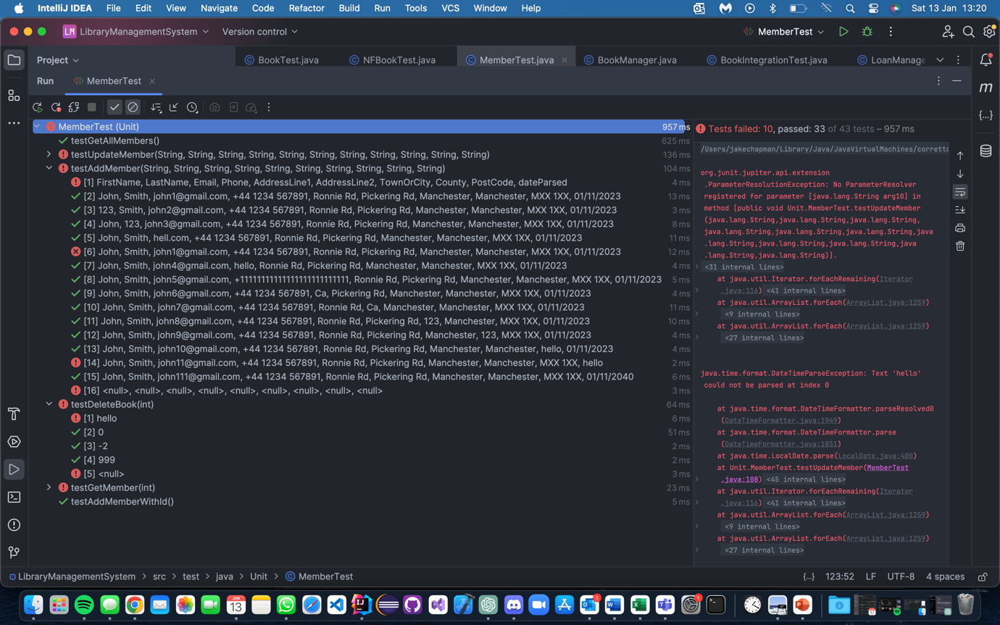 IntelliJ IDEA File Edit View Navigate Code Refactor Build Run Tools VCS Window Help Sat 13 Jan 13:20
LM LibraryManagementSystem Version control MemberTest
Project BookTest.java NFBookTest.java MemberTest.java BookManager.java BookIntegrationTest.java LoanManage
Run MemberTest
MemberTest (Unit) 957 ms
testGetAllMembers() 625 ms
testUpdateMember(String, String, String, String, String, String, String, String, String, String, String) 136 ms
testAddMember(String, String, String, String, String, String, String, String, String, String) 104 ms
[1] FirstName, LastName, Email, Phone, AddressLine1, AddressLine2, TownOrCity, County, PostCode, dateParsed 4 ms
[2] John, Smith, john1@gmail.com, +44 1234 567891, Ronnie Rd, Pickering Rd, Manchester, Manchester, MXX 1XX, 01/11/2023 13 ms
[3] 123, Smith, john2@gmail.com, +44 1234 567891, Ronnie Rd, Pickering Rd, Manchester, Manchester, MXX 1XX, 01/11/2023 3 ms
[4] John, 123, john3@gmail.com, +44 1234 567891, Ronnie Rd, Pickering Rd, Manchester, Manchester, MXX 1XX, 01/11/2023 8 ms
[5] John, Smith, hell.com, +44 1234 567891, Ronnie Rd, Pickering Rd, Manchester, Manchester, MXX 1XX, 01/11/2023 11 ms
[6] John, Smith, john1@gmail.com, +44 1234 567891, Ronnie Rd, Pickering Rd, Manchester, Manchester, MXX 1XX, 01/11/2023 12 ms
[7] John, Smith, john4@gmail.com, hello, Ronnie Rd, Pickering Rd, Manchester, Manchester, MXX 1XX, 01/11/2023 4 ms
[8] John, Smith, john5@gmail.com, Ronnie Rd, Pickering Rd, Manchester, Manchester, MXX 1XX, 01/11/2023 5 ms
[9] John, Smith, john6@gmail.com, +44 1234 567891, Ca, Pickering Rd, Manchester, Manchester, MXX 1XX, 01/11/2023 4 ms
[10] John, Smith, john7@gmail.com, +44 1234 567891, Ronnie Rd, Ca, Manchester, Manchester, MXX 1XX, 01/11/2023 11 ms
[11] John, Smith, john8@gmail.com, +44 1234 567891, Ronnie Rd, Pickering Rd, 123, Manchester, MXX 1XX, 01/11/2023 10 ms
[12] John, Smith, john9@gmail.com, +44 1234 567891, Ronnie Rd, Pickering Rd, Manchester, 123, MXX 1XX, 01/11/2023 4 ms
[13] John, Smith, john10@gmail.com, +44 1234 567891, Ronnie Rd, Pickering Rd, Manchester, Manchester, hello, 01/11/2023 4 ms
[14] John, Smith, john11@gmail.com, +44 1234 567891, Ronnie Rd, Pickering Rd, Manchester, Manchester, MXX 1XX, hello 2 ms
[15] John, Smith, john111@gmail.com, +44 1234 567891, Ronnie Rd, Pickering Rd, Manchester, Manchester, MXX 1XX, 01/11/2040 6 ms
[16] <null>, <null>, <null>, <null>, <null>, <null>, <null>, <null>, <null> 3 ms
testDeleteBook(int) 64 ms
[1] hello 6 ms
[2] 0 51 ms
[3] -2 2 ms
[4] 999 2 ms
[5] <null> 3 ms
testGetMember(int) 23 ms
testAddMemberWithId() 5 ms
Tests failed: 10, passed: 33 of 43 tests – 957 ms
/Users/jakechapman/Library/Java/JavaVirtualMachines/corretto
org.junit.jupiter.api.extension
.ParameterResolutionException: No ParameterResolver
registered for parameter [java.lang.String arg10] in
method [public void Unit.MemberTest.testUpdateMember
(java.lang.String,java.lang.String,java.lang.String,
java.lang.String,java.lang.String,java.lang.String,java
.lang.String,java.lang.String,java.lang.String,java
.lang.String,java.lang.String)].
<31 internal lines>
at java.util.Iterator.forEachRemaining(Iterator
.java:116) <41 internal lines>
at java.util.ArrayList.forEach(ArrayList.java:1259)
<9 internal lines>
at java.util.ArrayList.forEach(ArrayList.java:1259)
<27 internal lines>
java.time.format.DateTimeParseException: Text 'hello'
could not be parsed at index 0
at java.time.format.DateTimeFormatter.parseResolved0
(DateTimeFormatter.java:1949)
at java.time.format.DateTimeFormatter.parse
(DateTimeFormatter.java:1851)
at java.time.LocalDate.parse(LocalDate.java:400)
at Unit.MemberTest.testUpdateMember(MemberTest
.java:108) <45 internal lines>
at java.util.Iterator.forEachRemaining(Iterator
.java:116) <41 internal lines>
at java.util.ArrayList.forEach(ArrayList.java:1259)
<9 internal lines>
at java.util.ArrayList.forEach(ArrayList.java:1259)
<27 internal lines>
LibraryManagementSystem > src > test > java > Unit > MemberTest {...} 123:52 LF UTF-8 4 spaces